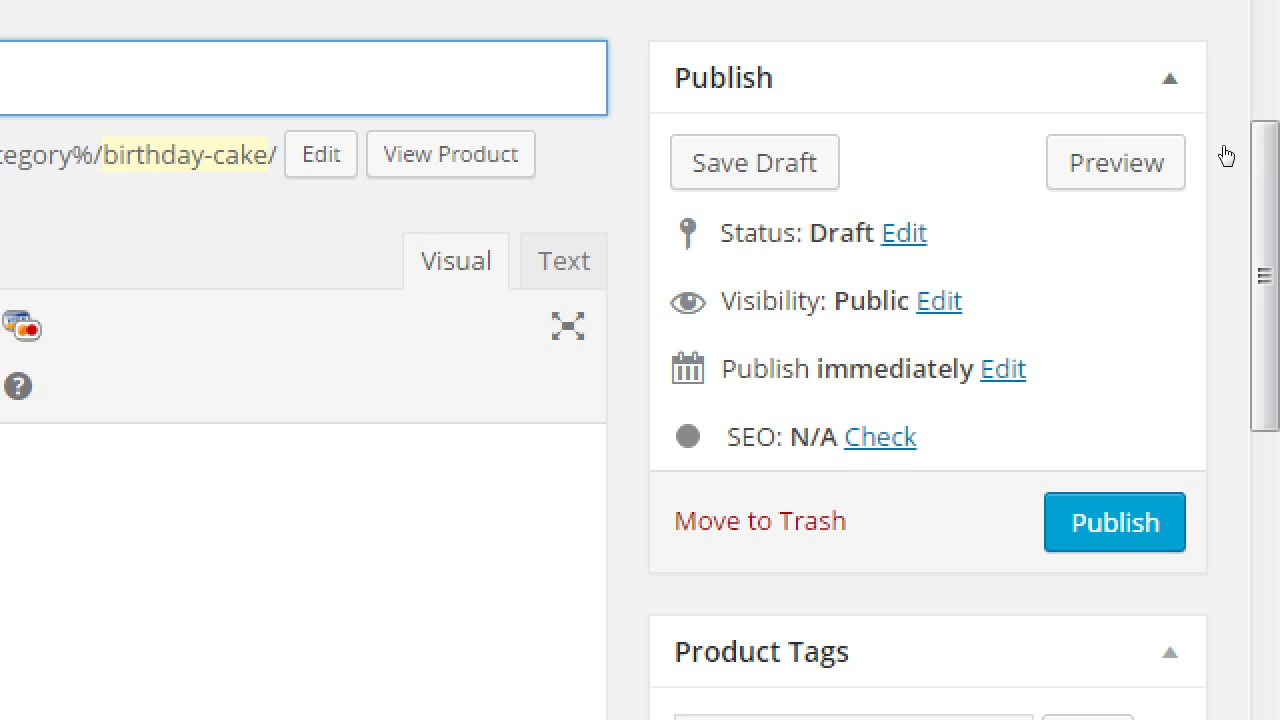 Publish
Save Draft Preview
tegory%/birthday-cake/ Edit View Product
Status: Draft Edit
Visual Text
Visibility: Public Edit
Publish immediately Edit
SEO: N/A Check
Move to Trash Publish
Product Tags